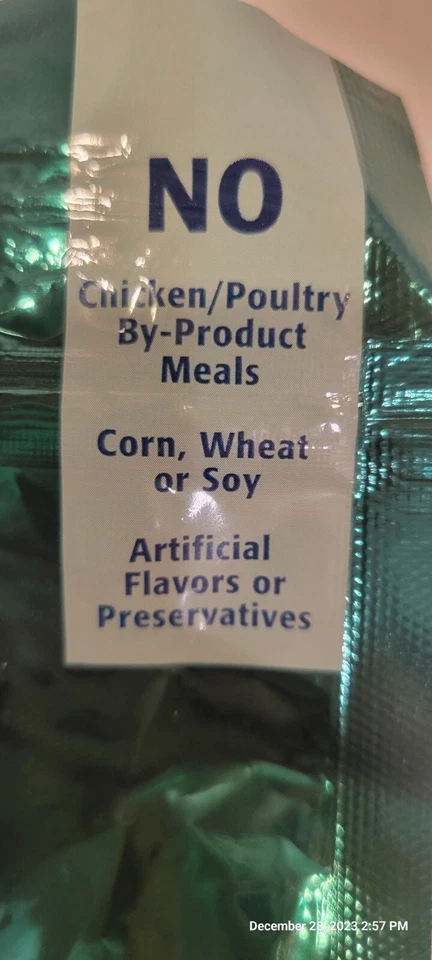 NO
Chicken/Poultry
By-Product
Meals
Corn, Wheat
or Soy
Artificial
Flavors or
Preservatives
December 2 2023 2:57 PM